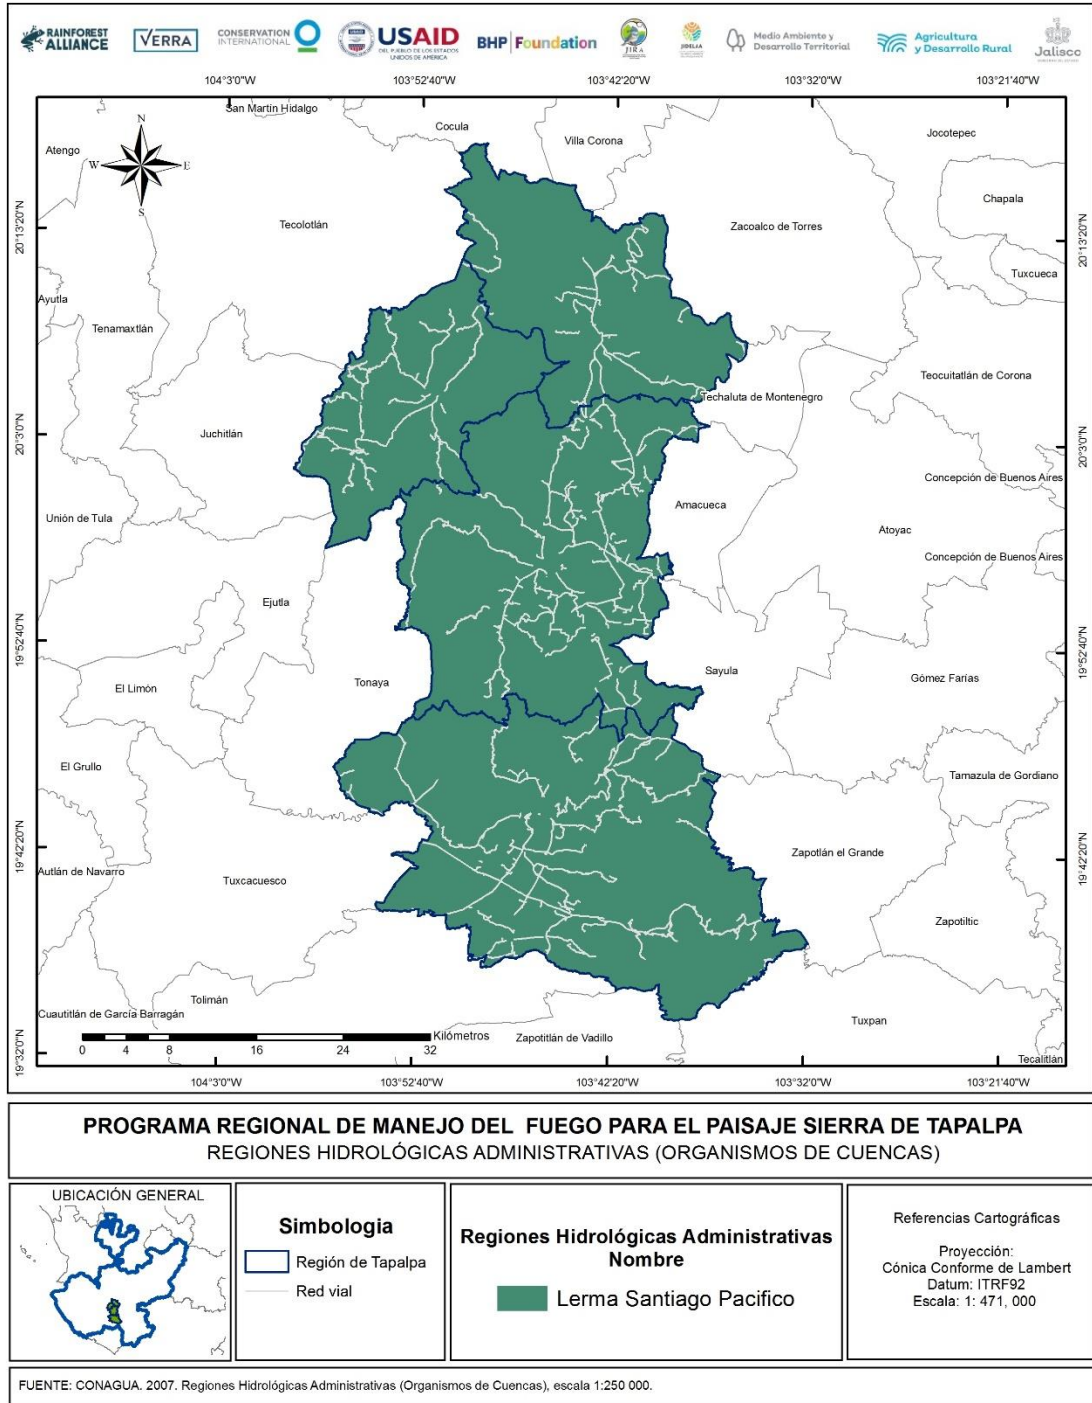 RAINFOREST
ALLIANCE
VERRA
CONSERVATION
INTERNATIONAL
USAID
DEL PUEBLO DE LOS ESTADOS
UNIDOS DE AMÉRICA
BHP | Foundation
JIRA
JIDELIA
Medio Ambiente y
Desarrollo Territorial
Agricultura
y Desarrollo Rural
Jalisco
104°3'0"W 103°52'40"W 103°42'20"W 103°32'0"W 103°21'40"W
San Martín Hidalgo
Cocula
Villa Corona
Jocotepec
Atengo
N
W E
S
Chapala
Tecolotlán
Zacoalco de Torres
20°13'20"N
20°13'20"N
Tuxcueca
Ayutla
Tenamaxtlán
Teocuitatlán de Corona
Techaluta de Montenegro
Juchitlán
20°3'0"N
20°3'0"N
Concepción de Buenos Aires
Amacueca
Unión de Tula
Atoyac
Concepción de Buenos Aires
Ejutla
19°52'40"N
19°52'40"N
Sayula
Gómez Farías
Tonaya
El Limón
El Grullo
Tamazula de Gordiano
19°42'20"N
19°42'20"N
Zapotlán el Grande
Autlán de Navarro
Tuxcacuesco
Zapotiltic
Tolimán
Cuautitlán de García Barragán
Tuxpan
Kilómetros
0 4 8 16 24 32
Zapotitlán de Vadillo
19°32'0"N
19°32'0"N
Tecalitlán
104°3'0"W 103°52'40"W 103°42'20"W 103°32'0"W 103°21'40"W
PROGRAMA REGIONAL DE MANEJO DEL FUEGO PARA EL PAISAJE SIERRA DE TAPALPA
REGIONES HIDROLÓGICAS ADMINISTRATIVAS (ORGANISMOS DE CUENCAS)
UBICACIÓN GENERAL
Simbologia
Región de Tapalpa
Red vial
Regiones Hidrológicas Administrativas
Nombre
Lerma Santiago Pacifico
Referencias Cartográficas
Proyección:
Cónica Conforme de Lambert
Datum: ITRF92
Escala: 1: 471, 000
FUENTE: CONAGUA. 2007. Regiones Hidrológicas Administrativas (Organismos de Cuencas), escala 1:250 000.